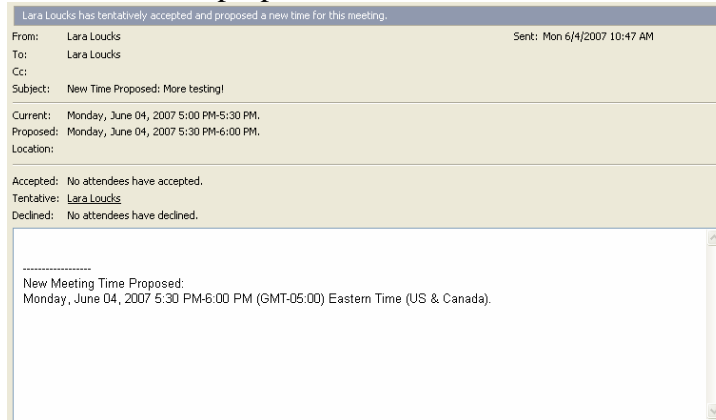 Lara Loucks has tentatively accepted and proposed a new time for this meeting.
From: Lara Loucks Sent: Mon 6/4/2007 10:47 AM
To: Lara Loucks
Cc:
Subject: New Time Proposed: More testing!
Current: Monday, June 04, 2007 5:00 PM-5:30 PM.
Proposed: Monday, June 04, 2007 5:30 PM-6:00 PM.
Location:
Accepted: No attendees have accepted.
Tentative: Lara Loucks
Declined: No attendees have declined.
------------------
New Meeting Time Proposed:
Monday, June 04, 2007 5:30 PM-6:00 PM (GMT-05:00) Eastern Time (US & Canada).